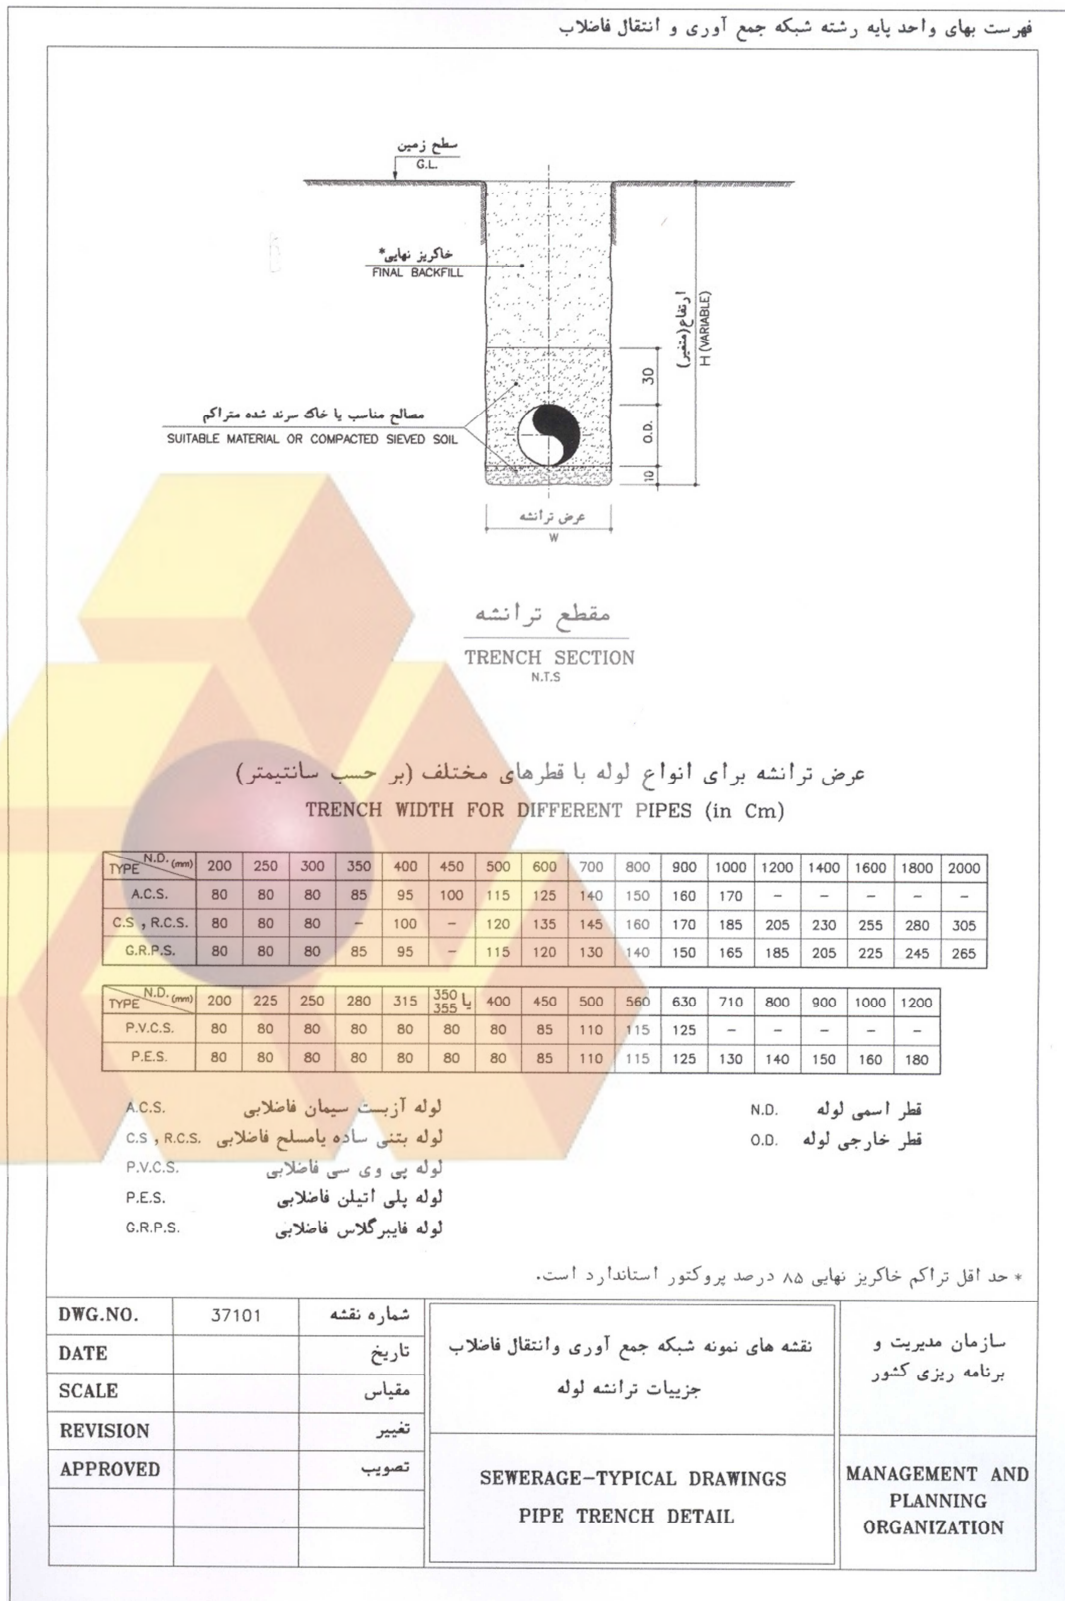 فهرست بهای واحد پایه رشته شبکه جمع آوری و انتقال فاضلاب
سطح زمین
G.L.
خاکریز نهایی*
FINAL BACKFILL
ارتفاع(متغیر)
H (VARIABLE)
30
O.D.
10
مصالح مناسب یا خاک سرند شده متراکم
SUITABLE MATERIAL OR COMPACTED SIEVED SOIL
عرض ترانشه
W
مقطع ترانشه
TRENCH SECTION
N.T.S
عرض ترانشه برای انواع لوله با قطرهای مختلف (بر حسب سانتیمتر)
TRENCH WIDTH FOR DIFFERENT PIPES (in Cm)
TYPE N.D. (mm) 200 250 300 350 400 450 500 600 700 800 900 1000 1200 1400 1600 1800 2000
A.C.S. 80 80 80 85 95 100 115 125 140 150 160 170 – – – – –
C.S , R.C.S. 80 80 80 – 100 – 120 135 145 160 170 185 205 230 255 280 305
G.R.P.S. 80 80 80 85 95 – 115 120 130 140 150 165 185 205 225 245 265
TYPE N.D. (mm) 200 225 250 280 315 350 یا 355 400 450 500 560 630 710 800 900 1000 1200
P.V.C.S. 80 80 80 80 80 80 80 85 110 115 125 – – – – –
P.E.S. 80 80 80 80 80 80 80 85 110 115 125 130 140 150 160 180
لوله آزبست سیمان فاضلابی A.C.S.
لوله بتنی ساده یامسلح فاضلابی C.S , R.C.S.
لوله پی وی سی فاضلابی P.V.C.S.
لوله پلی اتیلن فاضلابی P.E.S.
لوله فایبرگلاس فاضلابی G.R.P.S.
قطر اسمی لوله N.D.
قطر خارجی لوله O.D.
* حد اقل تراکم خاکریز نهایی ۸۵ درصد پروکتور استاندارد است.
DWG.NO. 37101 شماره نقشه
DATE تاریخ
SCALE مقیاس
REVISION تغییر
APPROVED تصویب
نقشه های نمونه شبکه جمع آوری وانتقال فاضلاب
جزییات ترانشه لوله
SEWERAGE–TYPICAL DRAWINGS
PIPE TRENCH DETAIL
سازمان مدیریت و
برنامه ریزی کشور
MANAGEMENT AND
PLANNING
ORGANIZATION